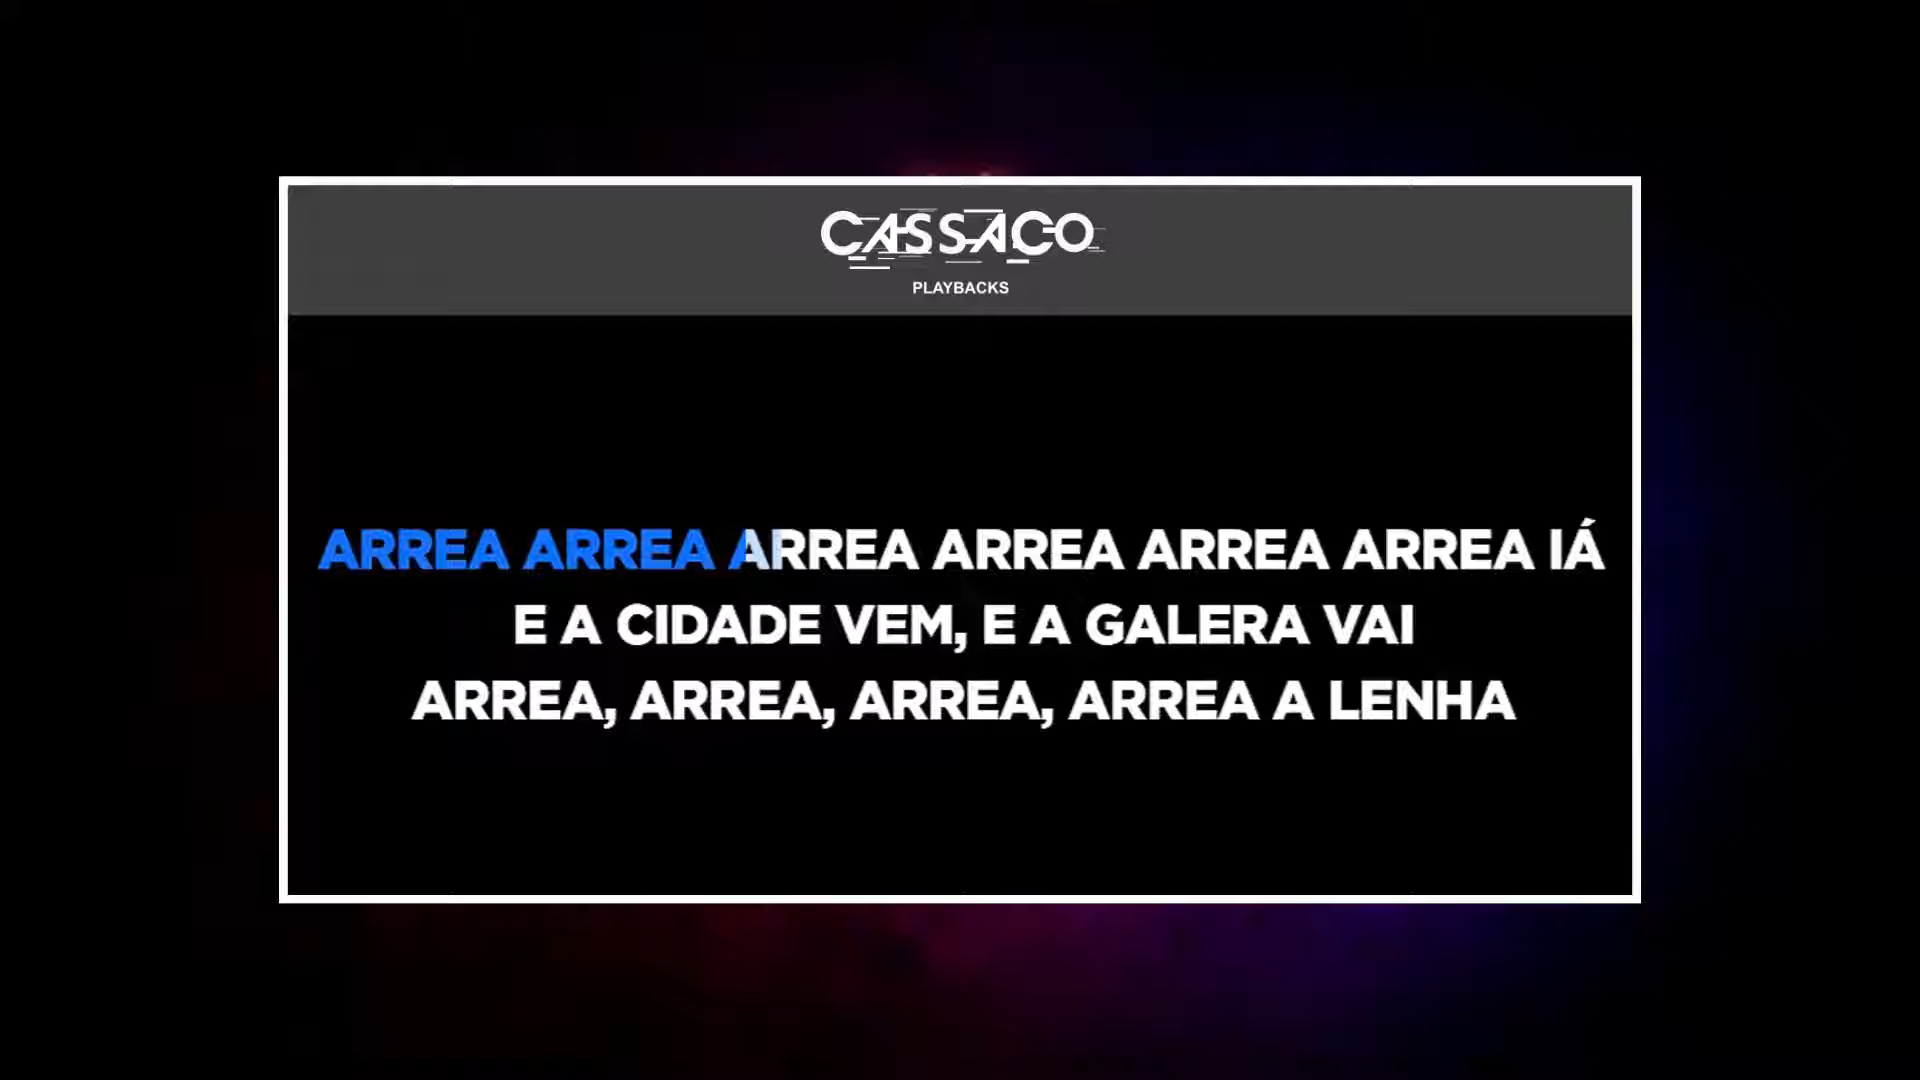 CASSACO
PLAYBACKS
ARREA ARREA ARREA ARREA ARREA ARREA IÁ
E A CIDADE VEM, E A GALERA VAI
ARREA, ARREA, ARREA, ARREA A LENHA